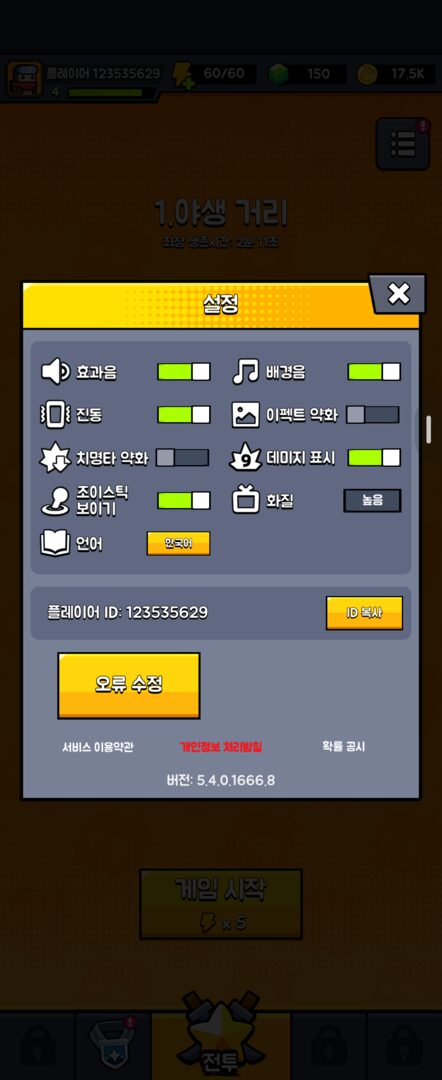 플레이어 123535629
60/60
150
17.5K
4
1.야생 거리
최장 생존시간: 2분 11초
설정
효과음
배경음
진동
이펙트 약화
치명타 약화
9
데미지 표시
조이스틱
보이기
화질
높음
언어
한국어
플레이어 ID: 123535629
ID 복사
오류 수정
서비스 이용약관
개인정보 처리방침
확률 공시
버전: 5.4.0.1666.8
게임 시작
x 5
전투